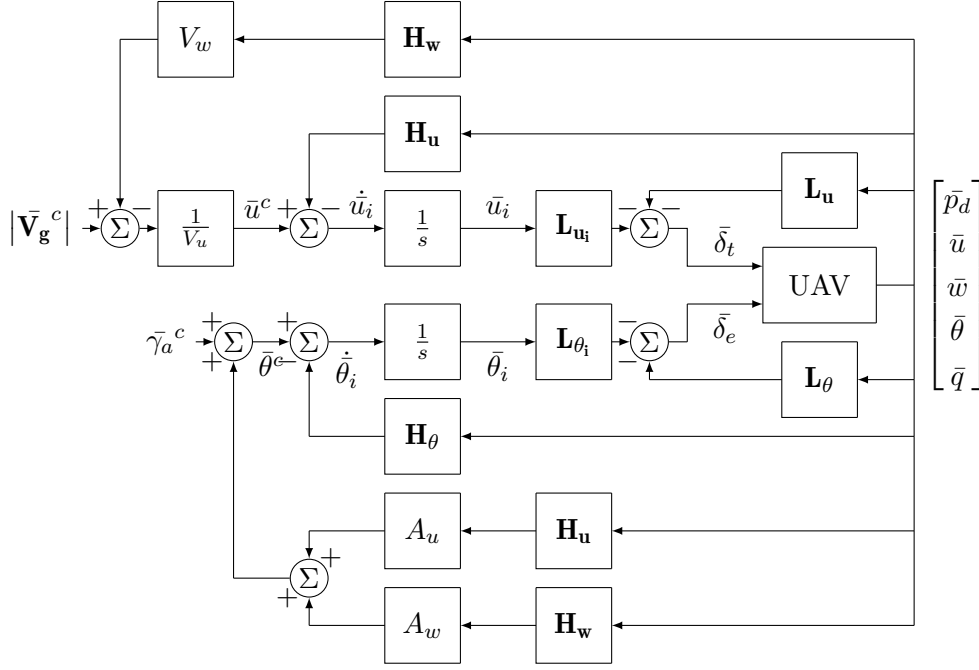 V_w
H_w
H_u
L_u
|V̄_g ^c|
+
−
Σ
1/V_u
ū^c
+
−
Σ
u̇̄_i
1/s
ū_i
L_{u_i}
−
−
Σ
δ̄_t
UAV
p̄_d
ū
w̄
θ̄
q̄
γ̄_a^c
+
+
Σ
θ̄^c
+
−
Σ
θ̇̄_i
1/s
θ̄_i
L_{θ_i}
−
−
Σ
δ̄_e
L_θ
H_θ
A_u
H_u
+
+
Σ
A_w
H_w